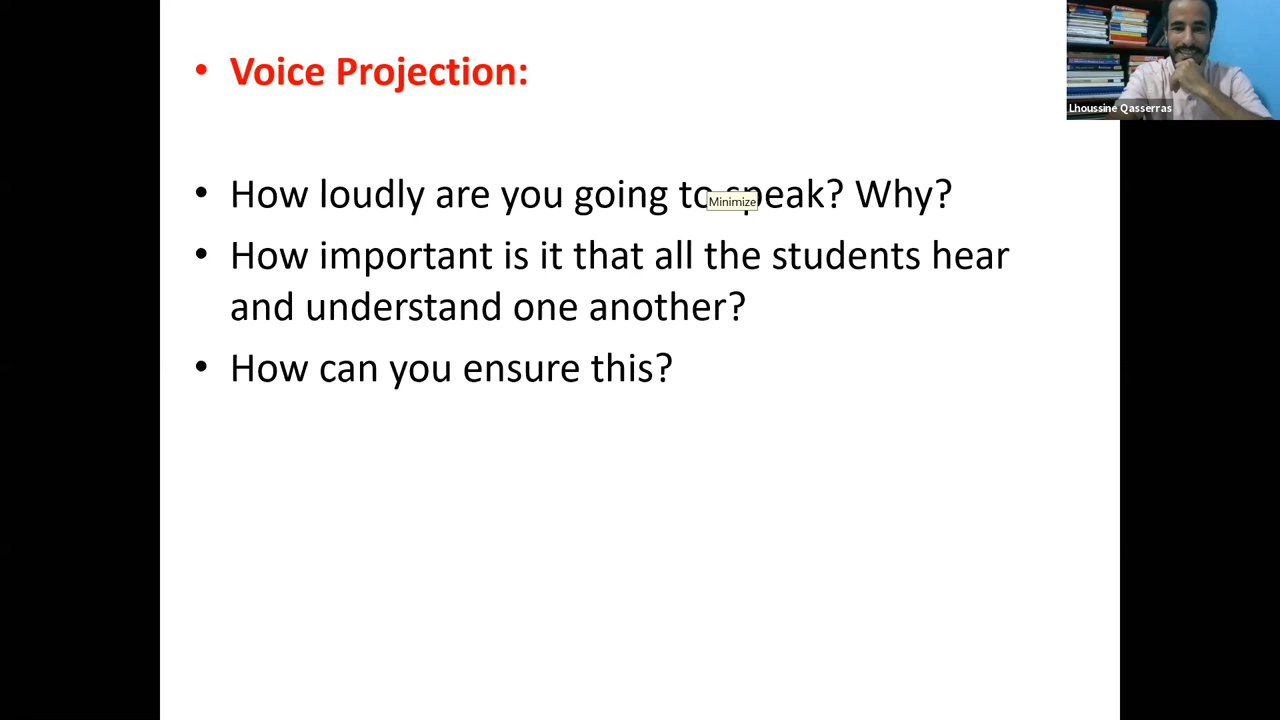 • Voice Projection:
Lhoussine Qasserras
• How loudly are you going to speak? Why?
Minimize
• How important is it that all the students hear
and understand one another?
• How can you ensure this?